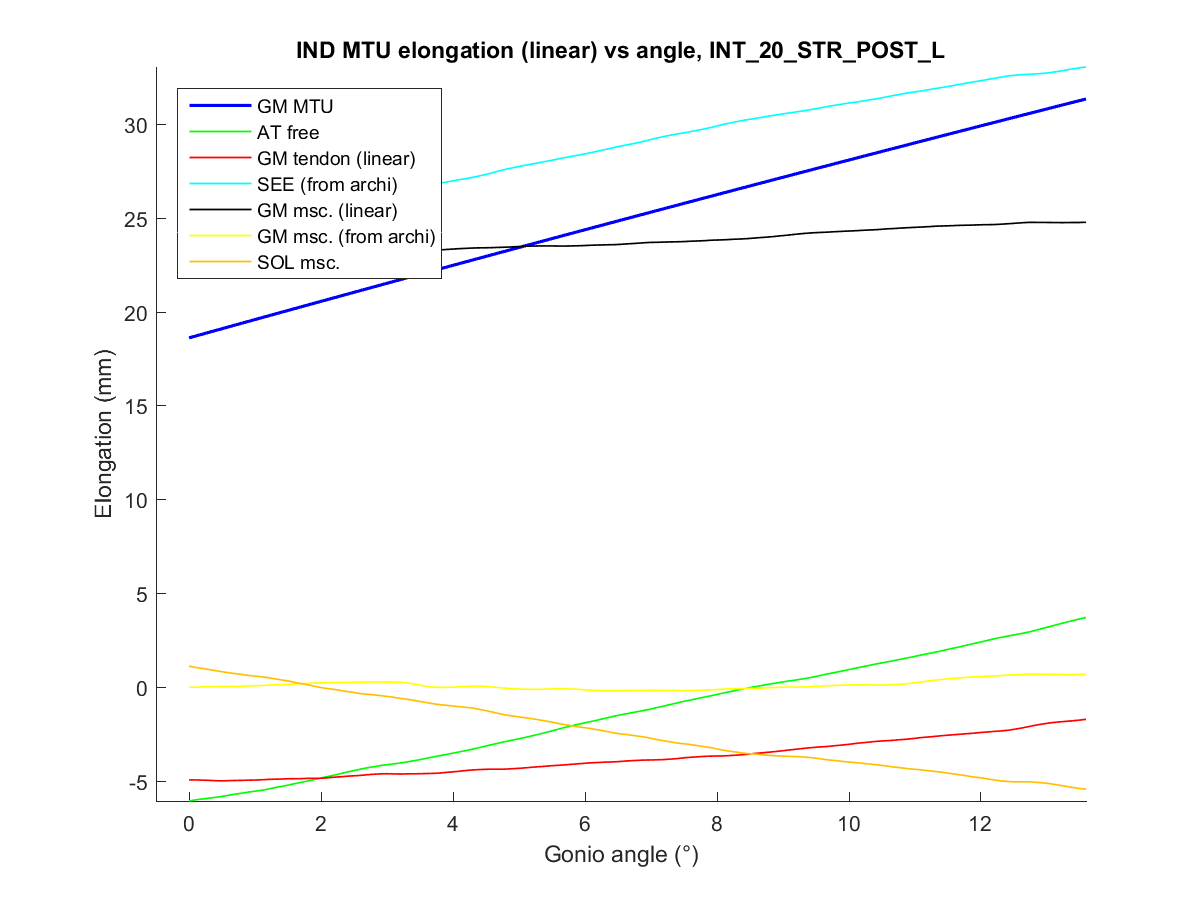 IND MTU elongation (linear) vs angle, INT_20_STR_POST_L
GM MTU
AT free
GM tendon (linear)
SEE (from archi)
GM msc. (linear)
GM msc. (from archi)
SOL msc.
30
25
20
15
10
5
0
-5
Elongation (mm)
0 2 4 6 8 10 12
Gonio angle (°)